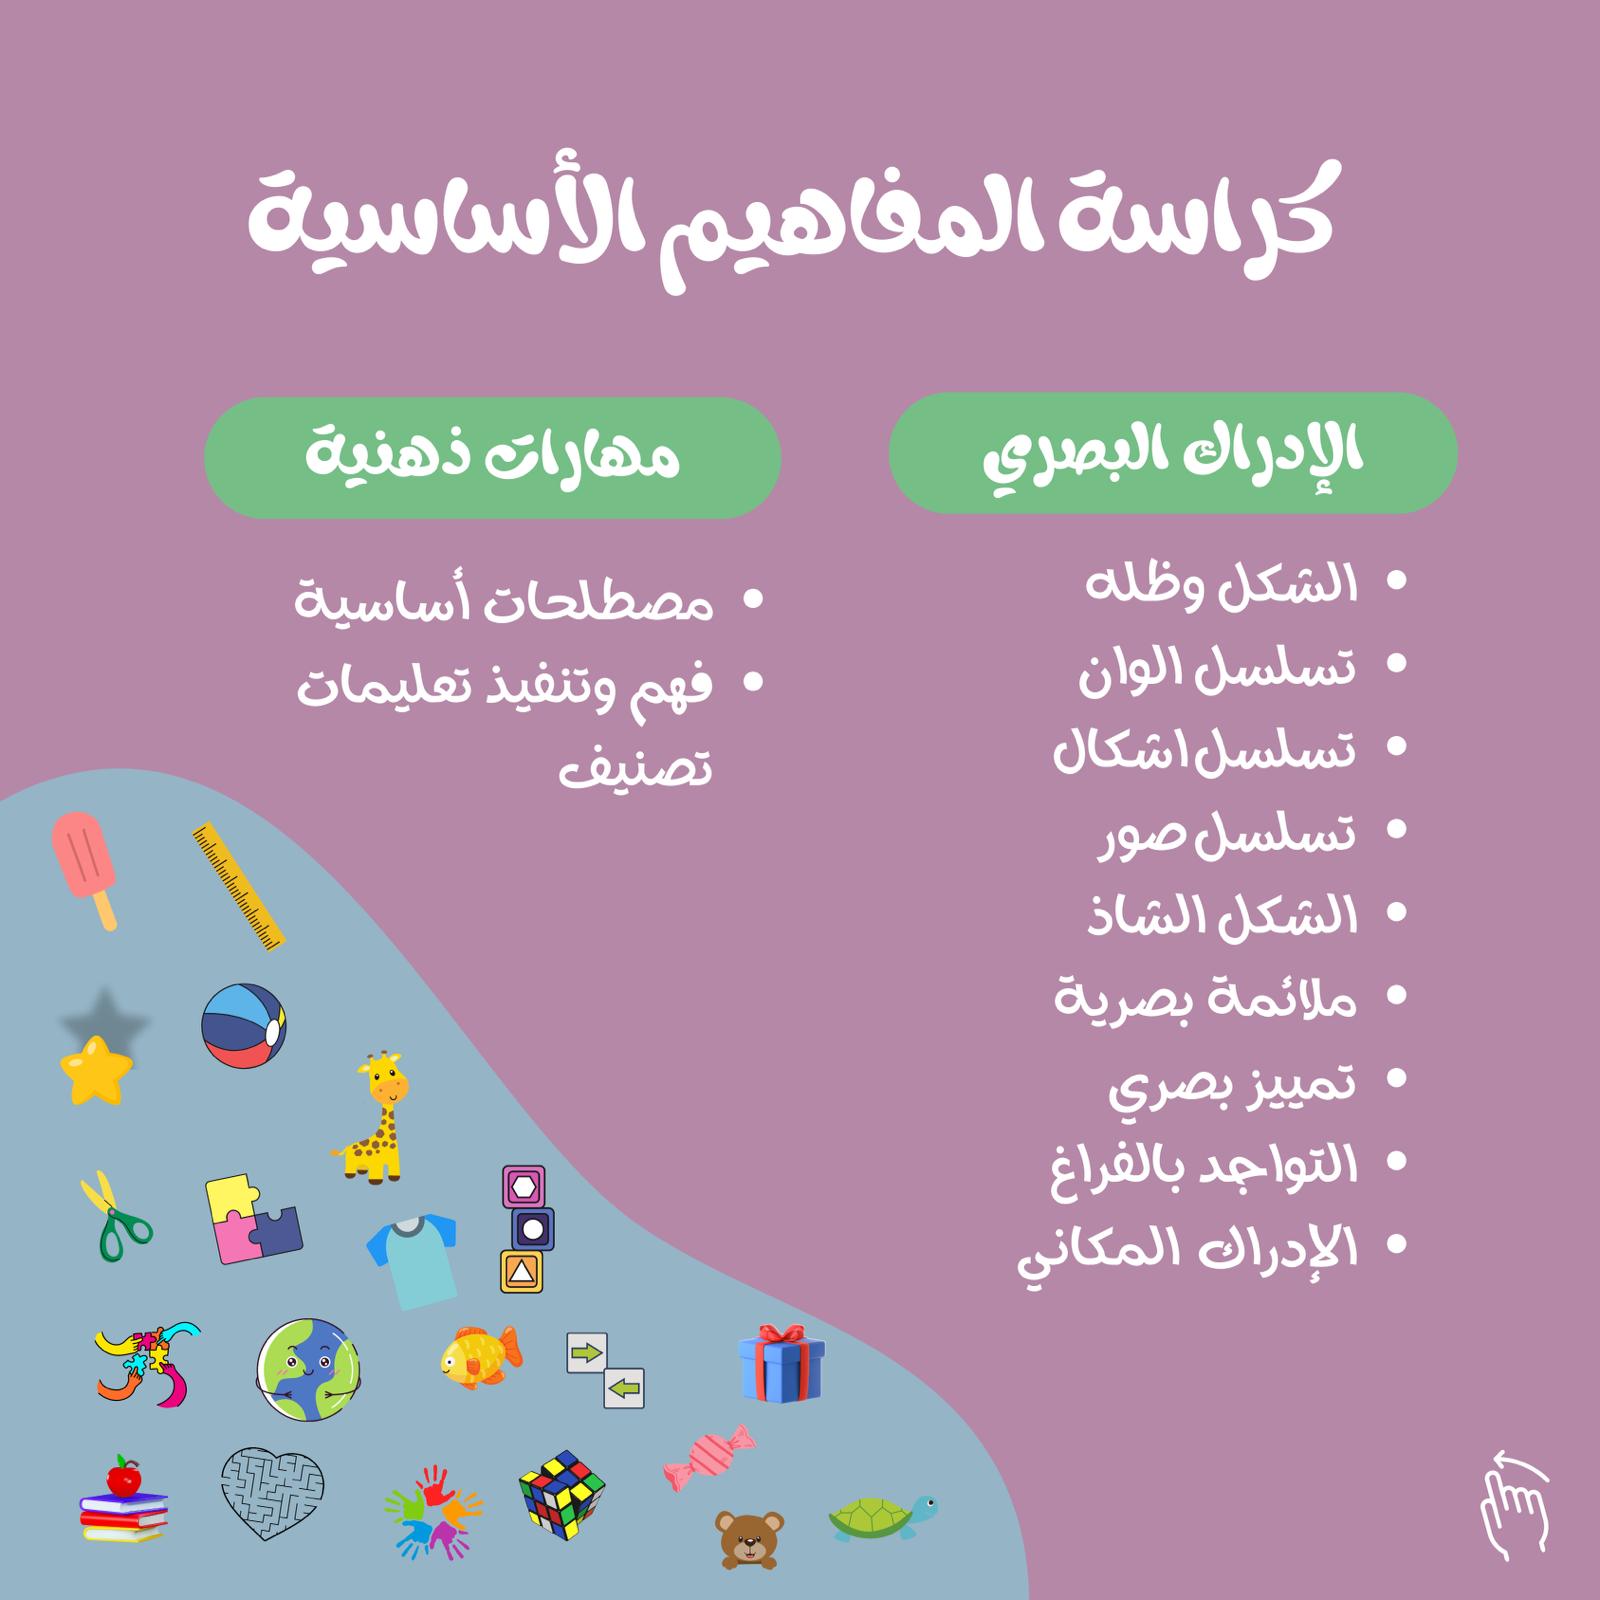 كراسة المفاهيم الأساسية
الإدراك البصري
الشكل وظله
تسلسل الوان
تسلسل اشكال
تسلسل صور
الشكل الشاذ
ملائمة بصرية
تمييز بصري
التواجد بالفراغ
الإدراك المكاني
مهارات ذهنية
مصطلحات أساسية
فهم وتنفيذ تعليمات
تصنيف